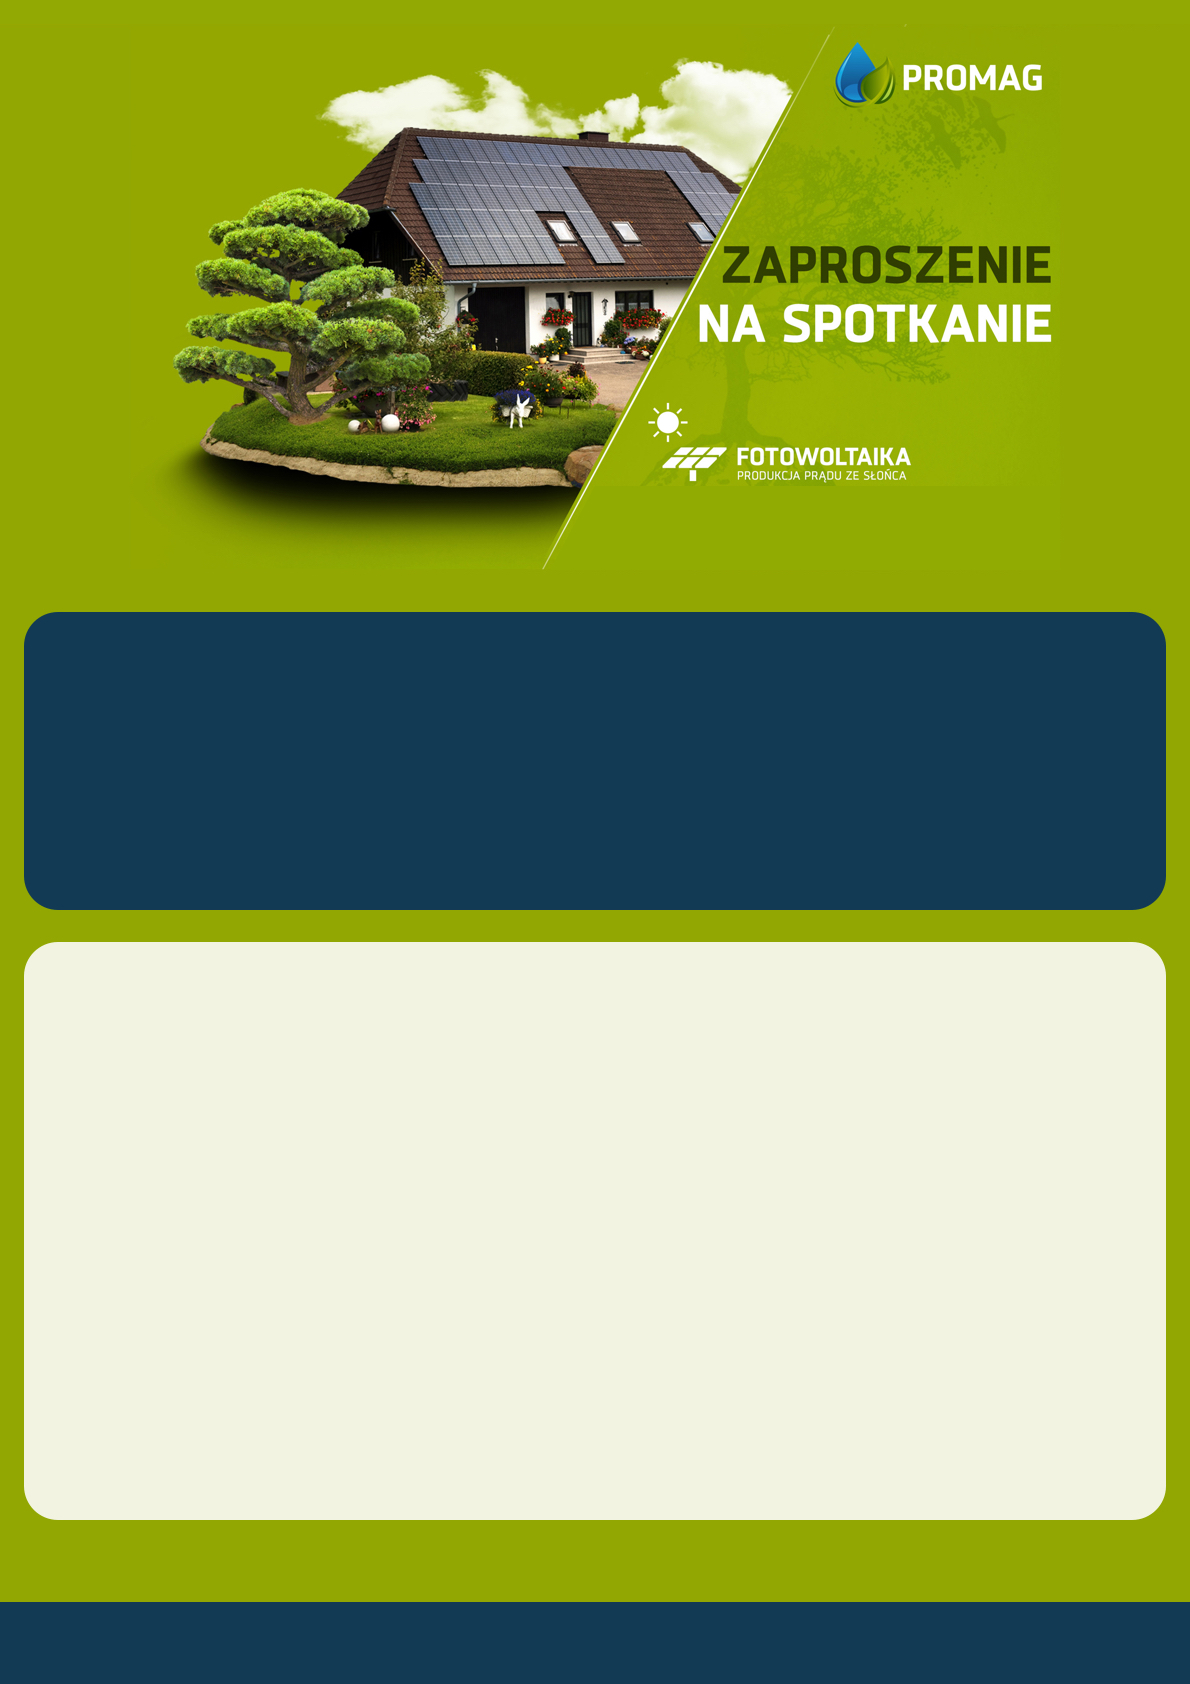 PROMAG
ZAPROSZENIE
NA SPOTKANIE
FOTOWOLTAIKA
PRODUKCJA PRĄDU ZE SŁOŃCA